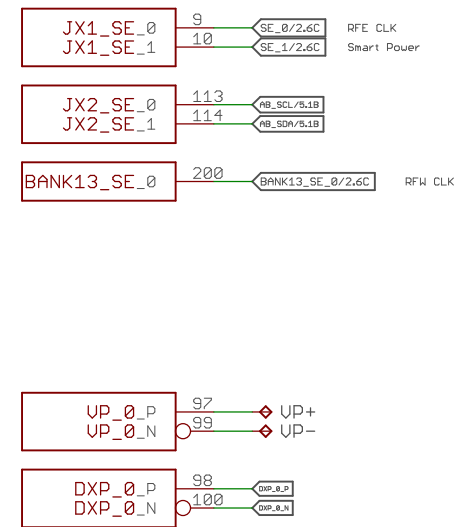 JX1_SE_0 9 SE_0/2.6C RFE CLK
JX1_SE_1 10 SE_1/2.6C Smart Power
JX2_SE_0 113 AB_SCL/5.1B
JX2_SE_1 114 AB_SDA/5.1B
BANK13_SE_0 200 BANK13_SE_0/2.6C RFW CLK
VP_0_P 97 VP+
VP_0_N 99 VP-
DXP_0_P 98 DXP_0_P
DXP_0_N 100 DXP_0_N